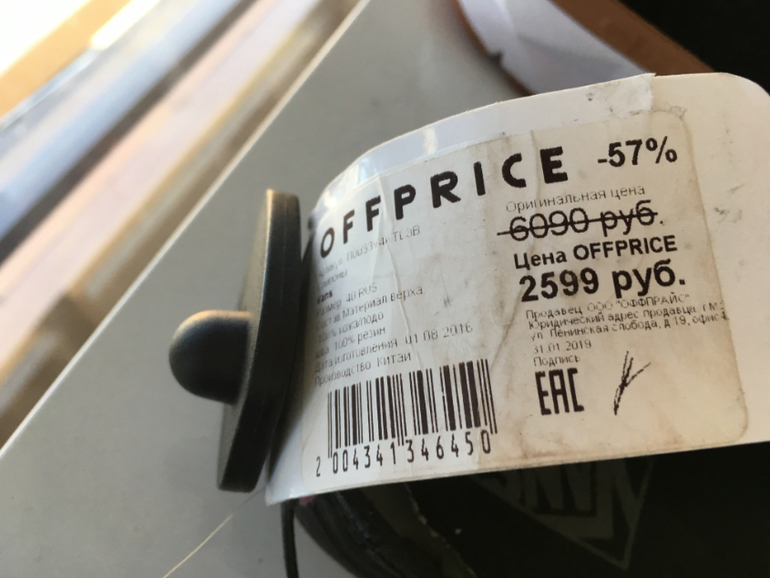 OFFPRICE -57%
Оригинальная цена
6090 руб.
Цена OFFPRICE
2599 руб.
Vans
Размер: 40 RUS
Материал верха
100% резин
Дата изготовления 01.08.2016
Производство Китай
Продавец ООО "ОФФПРАЙС"
Юридический адрес продавца г.М
ул. Ленинская слобода, д.19, офис
31.01.2019
Подпись
EAC
2 004341 346450
VANS